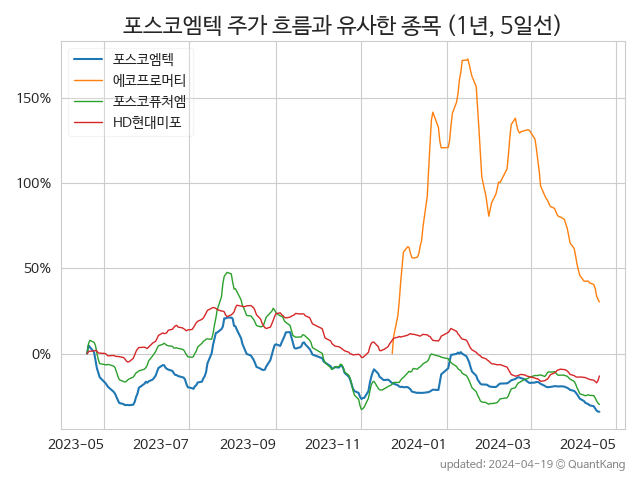 포스코엠텍 주가 흐름과 유사한 종목 (1년, 5일선)
포스코엠텍
에코프로머티
포스코퓨처엠
HD현대미포
150%
100%
50%
0%
2023-05 2023-07 2023-09 2023-11 2024-01 2024-03 2024-05
updated: 2024-04-19 © QuantKang